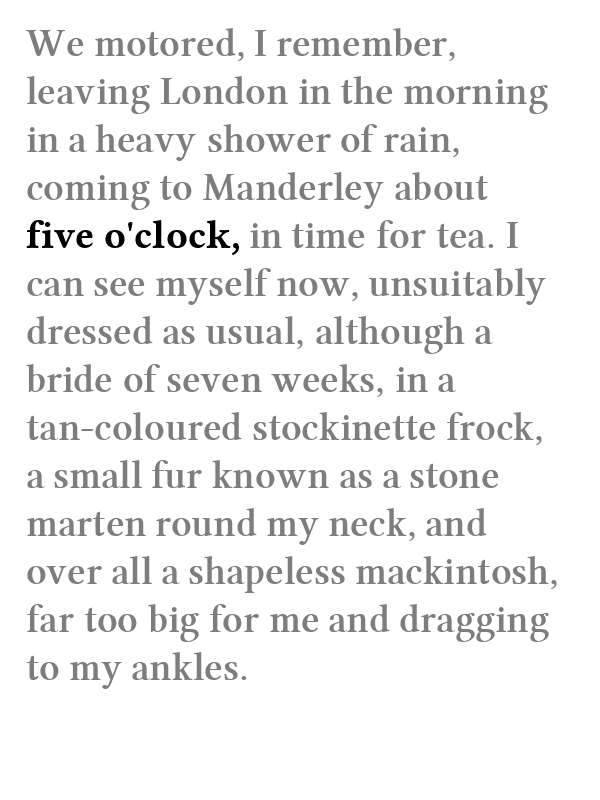 We motored, I remember,
leaving London in the morning
in a heavy shower of rain,
coming to Manderley about
five o'clock, in time for tea. I
can see myself now, unsuitably
dressed as usual, although a
bride of seven weeks, in a
tan-coloured stockinette frock,
a small fur known as a stone
marten round my neck, and
over all a shapeless mackintosh,
far too big for me and dragging
to my ankles.